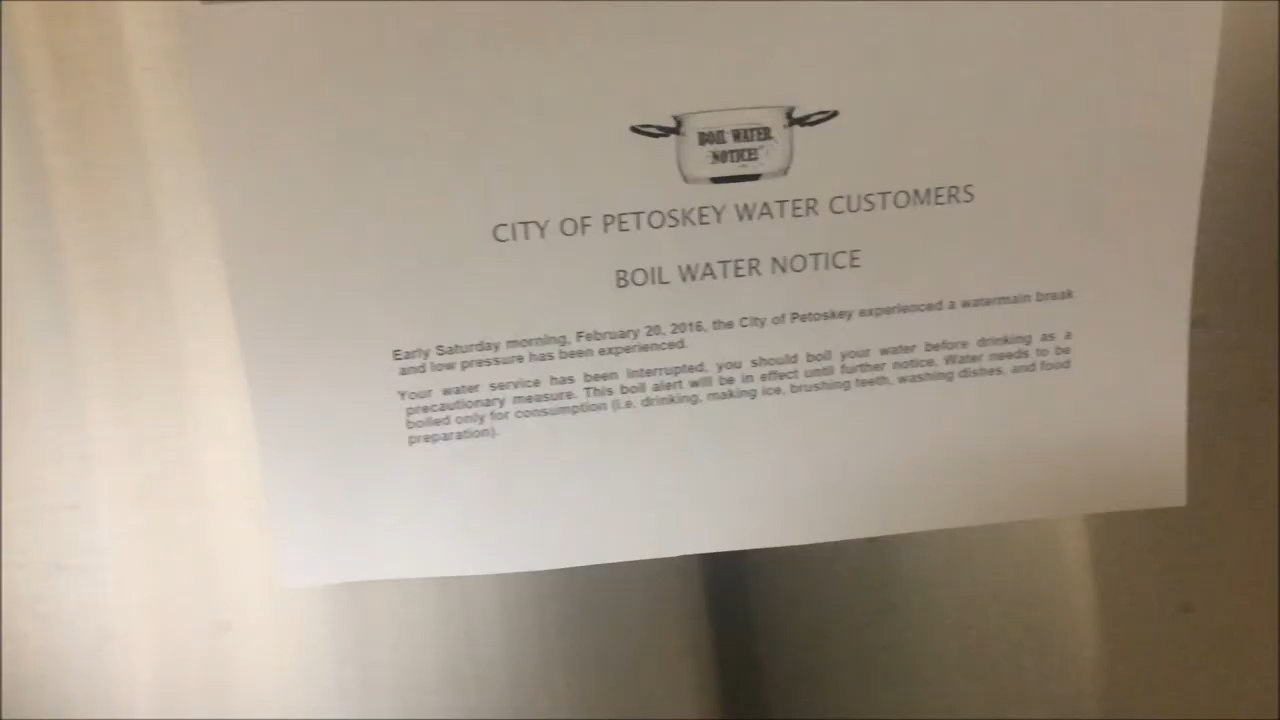 BOIL WATER
NOTICE!
CITY OF PETOSKEY WATER CUSTOMERS
BOIL WATER NOTICE
Early Saturday morning, February 20, 2016, the City of Petoskey experienced a watermain break
and low pressure has been experienced.
Your water service has been interrupted, you should boil your water before drinking as a
precautionary measure. This boil alert will be in effect until further notice. Water needs to be
boiled only for consumption (i.e. drinking, making ice, brushing teeth, washing dishes, and food
preparation).